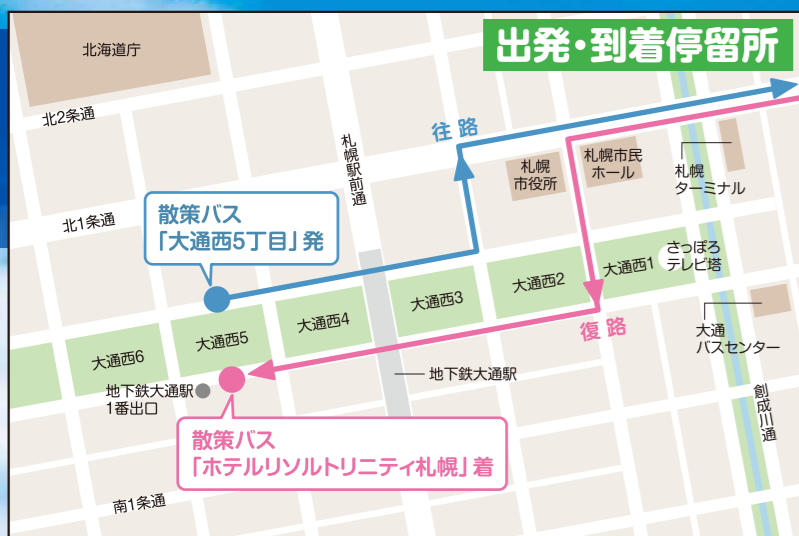 出発・到着停留所
北海道庁
北2条通
札幌駅前通
往路
札幌
市役所
札幌市民
ホール
札幌
ターミナル
北1条通
散策バス
「大通西5丁目」発
さっぽろ
テレビ塔
大通西1
大通西2
大通西3
大通西4
大通西5
大通西6
復路
大通
バスセンター
地下鉄大通駅
地下鉄大通駅
1番出口
創成川通
散策バス
「ホテルリソルトリニティ札幌」着
南1条通